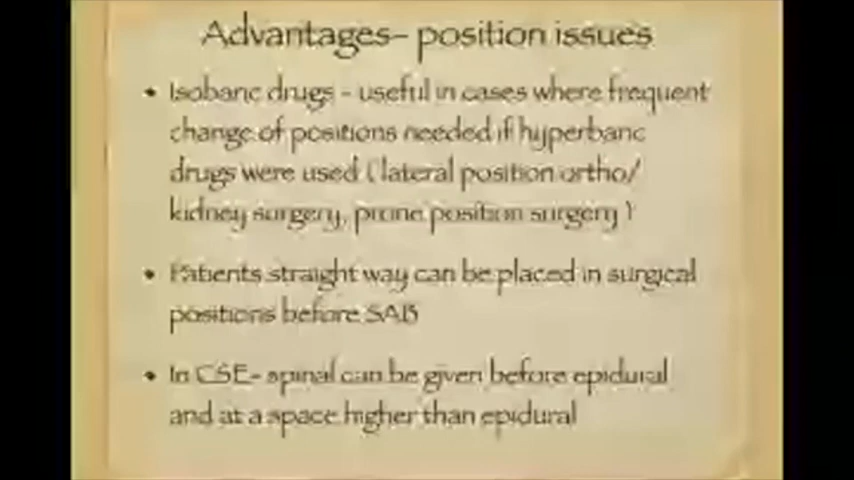 Advantages- position issues
• Isobaric drugs - useful in cases where frequent
change of positions needed if hyperbaric
drugs were used ( lateral position ortho/
kidney surgery, prone position surgery )
• Patients straight way can be placed in surgical
positions before SAB
• In CSE- spinal can be given before epidural
and at a space higher than epidural